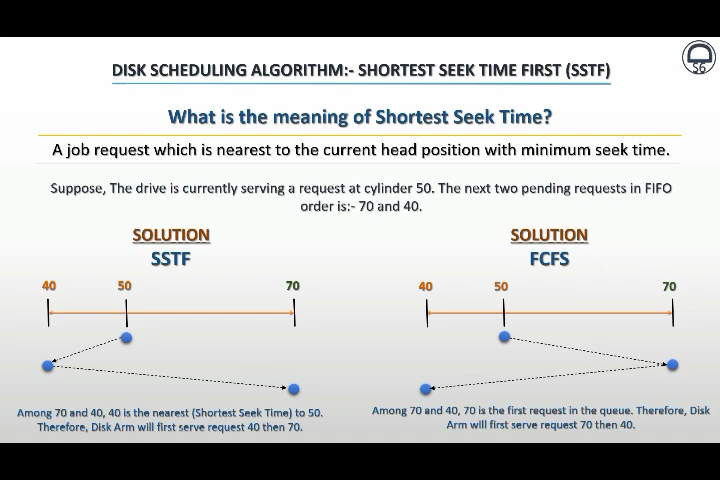 DISK SCHEDULING ALGORITHM:- SHORTEST SEEK TIME FIRST (SSTF)
S6
What is the meaning of Shortest Seek Time?
A job request which is nearest to the current head position with minimum seek time.
Suppose, The drive is currently serving a request at cylinder 50. The next two pending requests in FIFO
order is:- 70 and 40.
SOLUTION
SSTF
40 50 70
Among 70 and 40, 40 is the nearest (Shortest Seek Time) to 50.
Therefore, Disk Arm will first serve request 40 then 70.
SOLUTION
FCFS
40 50 70
Among 70 and 40, 70 is the first request in the queue. Therefore, Disk
Arm will first serve request 70 then 40.